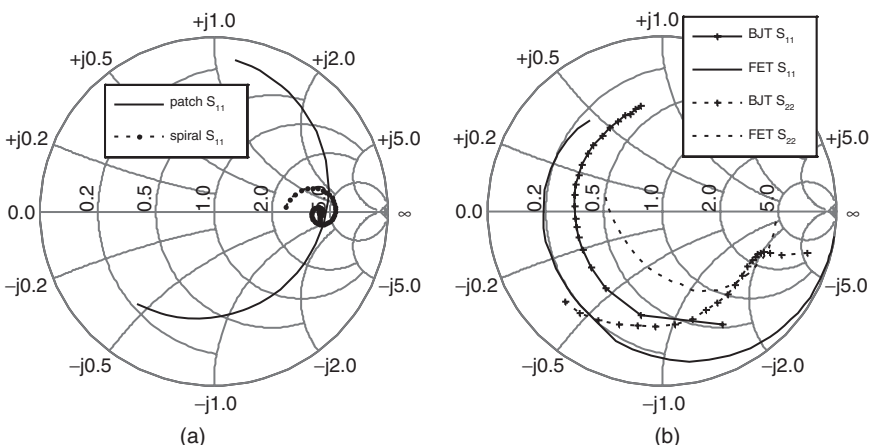 +j1.0
+j0.5
+j2.0
patch S11
spiral S11
+j0.2
+j5.0
0.2
0.5
1.0
2.0
0.0
∞
−j0.2
−j5.0
−j0.5
−j2.0
−j1.0
(a)
+j1.0
+j0.5
BJT S11
FET S11
BJT S22
FET S22
+j0.2
+j5.0
0.2
0.5
1.0
2.0
5.0
0.0
∞
−j0.2
−j5.0
−j0.5
−j2.0
−j1.0
(b)